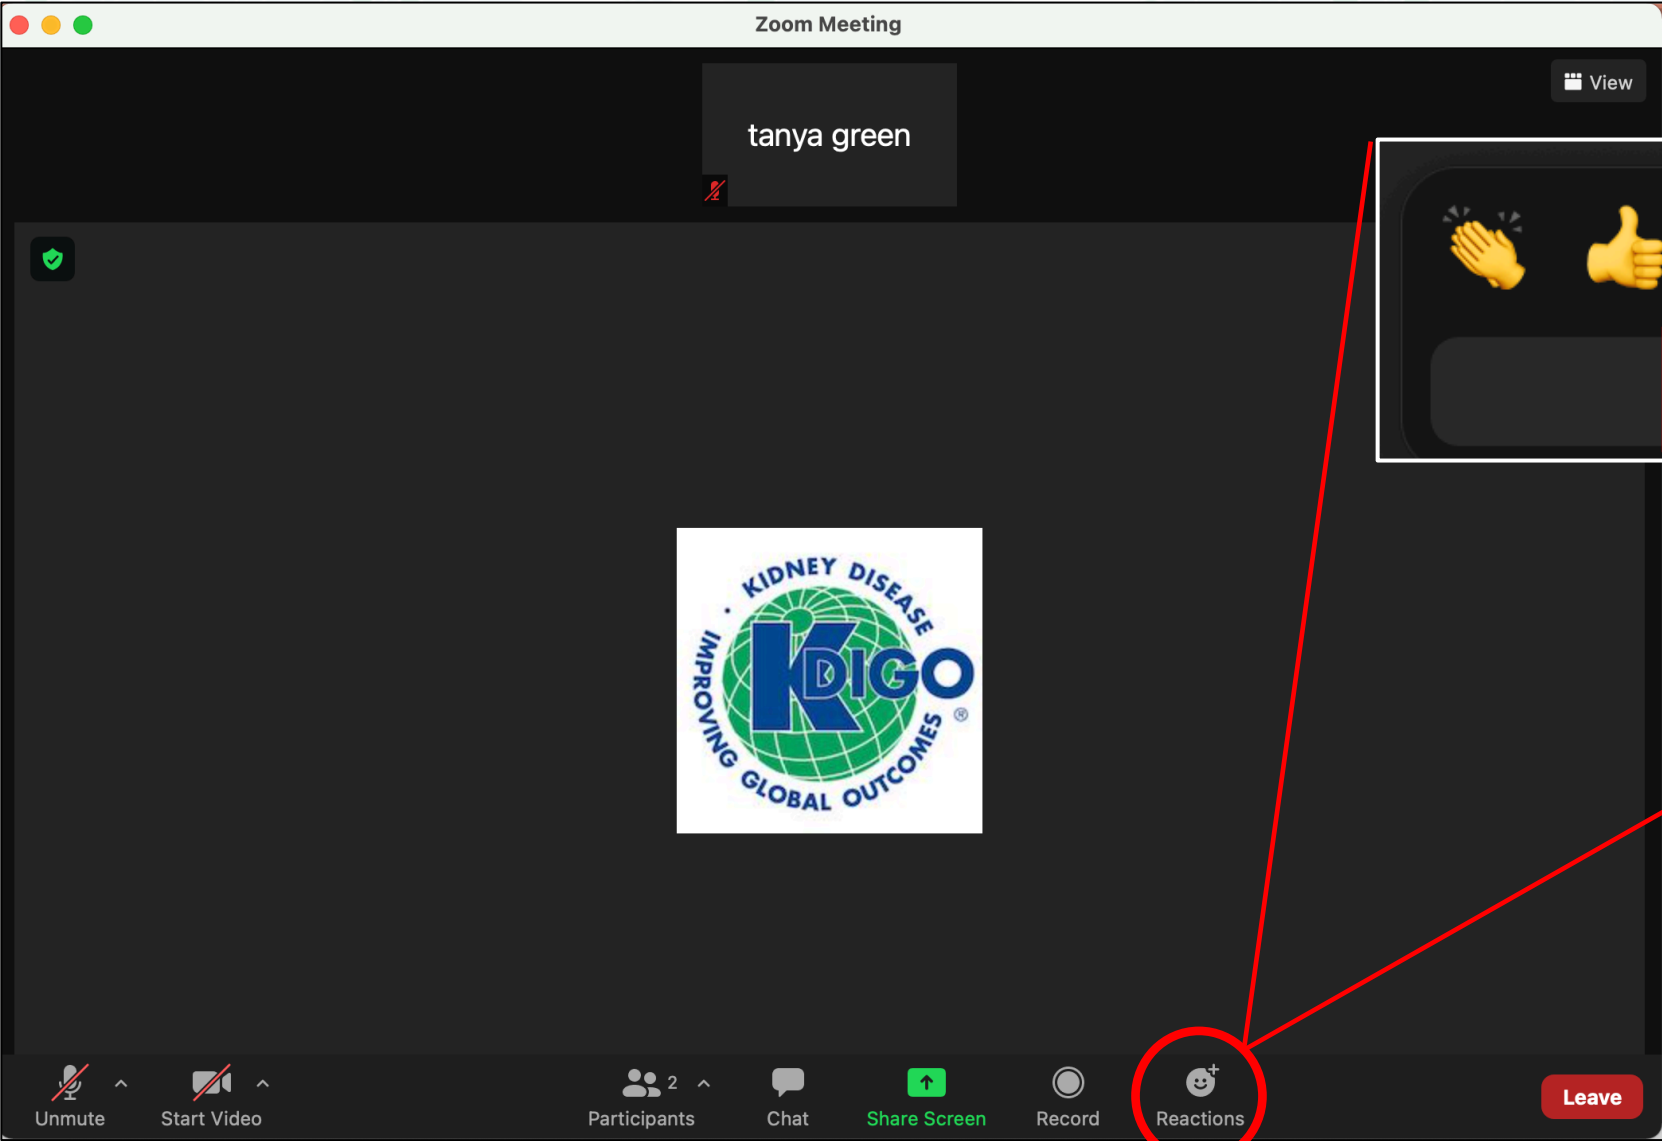 Zoom Meeting
View
tanya green
KIDNEY DISEASE
IMPROVING GLOBAL OUTCOMES
KDIGO
®
2
Unmute
Start Video
Participants
Chat
Share Screen
Record
Reactions
Leave